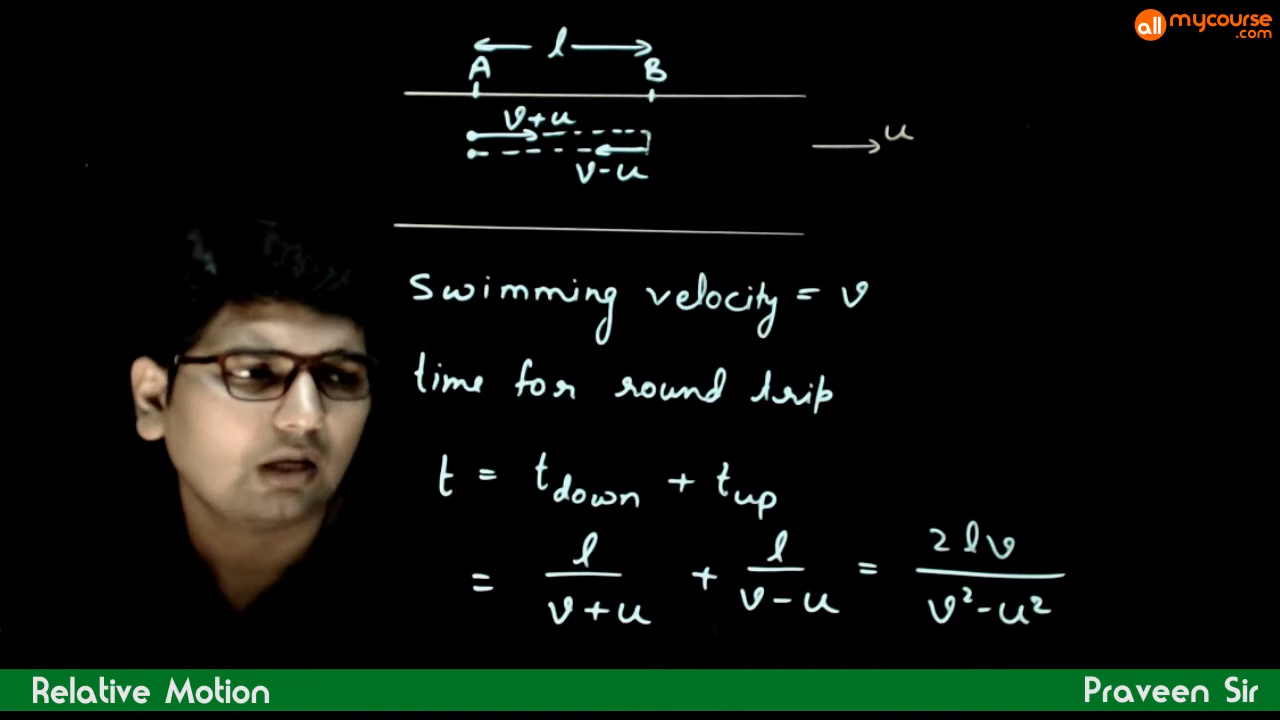 all mycourse
.com
← l →
A B
v+u
→ u
v-u
Swimming velocity = v
time for round trip
t = t_down + t_up
= l/(v+u) + l/(v-u) = 2lv/(v²-u²)
Relative Motion
Praveen Sir